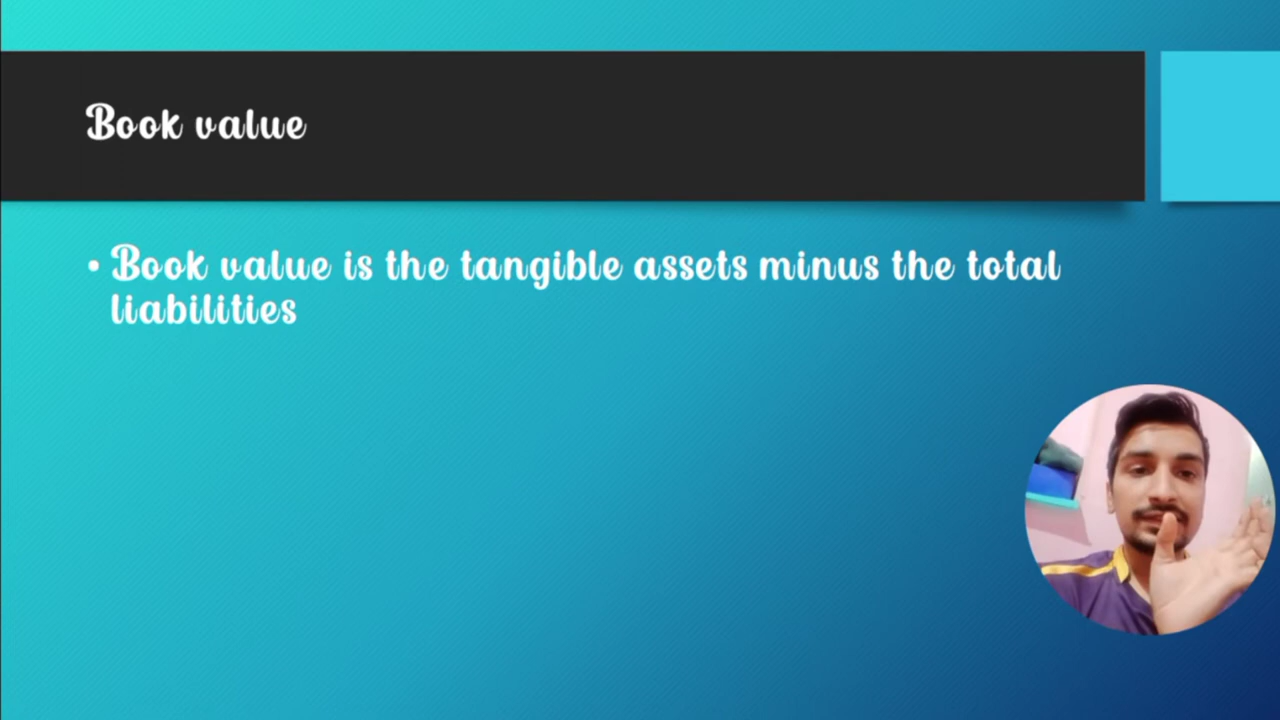 Book value
• Book value is the tangible assets minus the total
liabilities